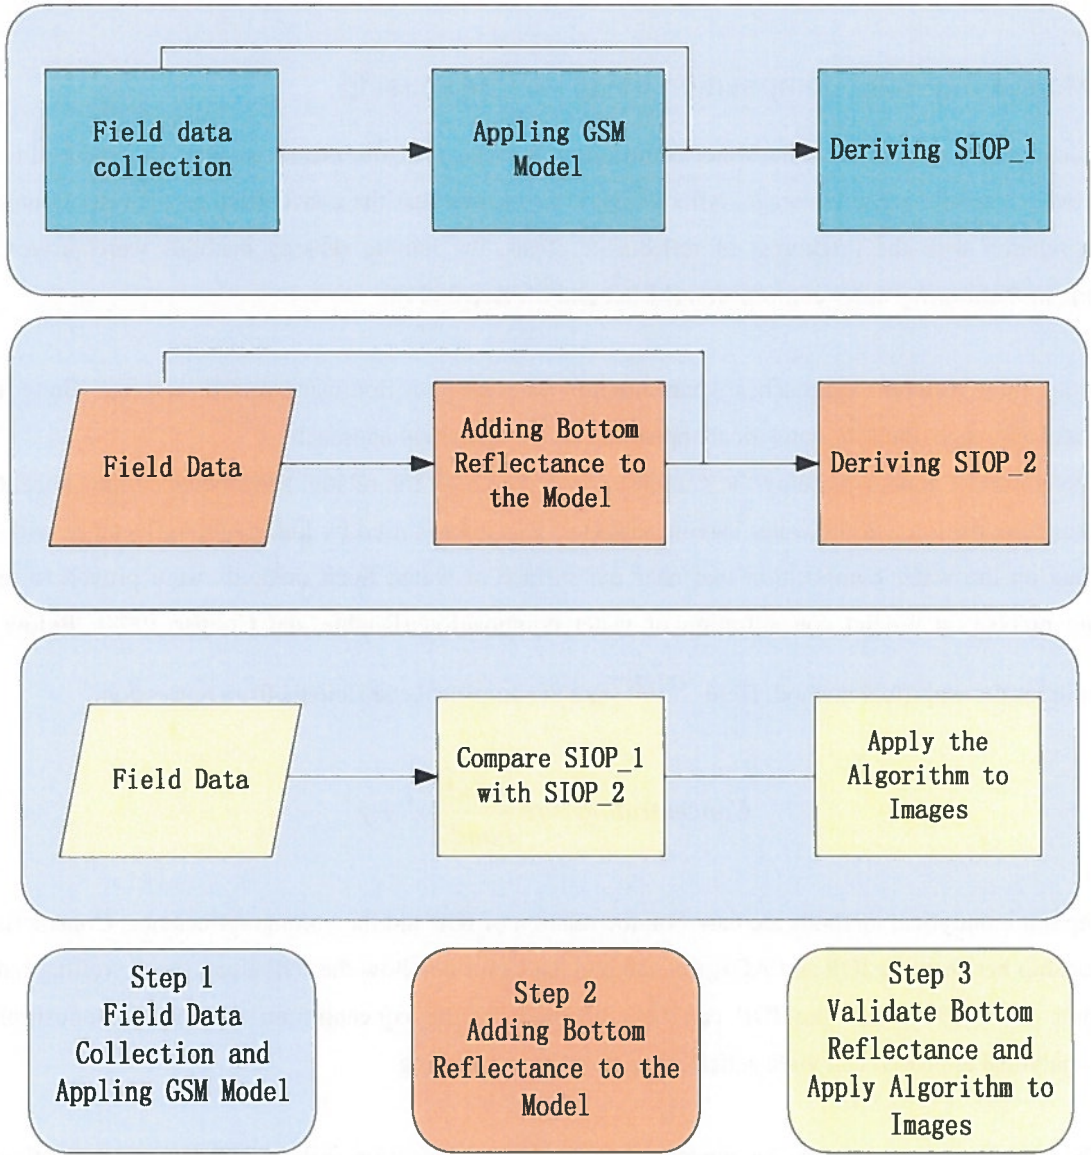 Field data
collection
Appling GSM
Model
Deriving SIOP_1
Field Data
Adding Bottom
Reflectance to
the Model
Deriving SIOP_2
Field Data
Compare SIOP_1
with SIOP_2
Apply the
Algorithm to
Images
Step 1
Field Data
Collection and
Appling GSM Model
Step 2
Adding Bottom
Reflectance to the
Model
Step 3
Validate Bottom
Reflectance and
Apply Algorithm to
Images